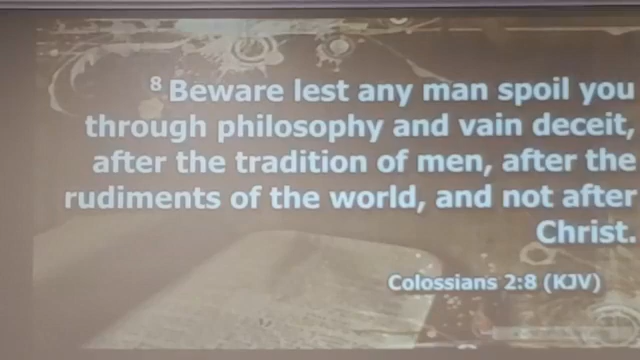 8 Beware lest any man spoil you
through philosophy and vain deceit,
after the tradition of men, after the
rudiments of the world, and not after
Christ.
Colossians 2:8 (KJV)